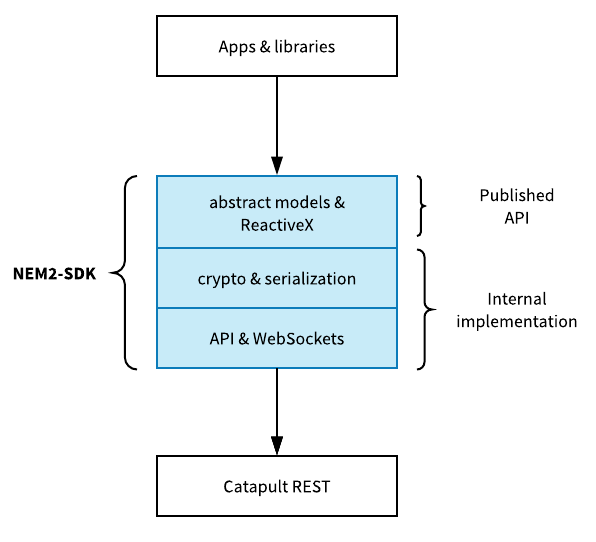 Apps & libraries
abstract models &
ReactiveX
Published
API
NEM2-SDK
crypto & serialization
Internal
implementation
API & WebSockets
Catapult REST